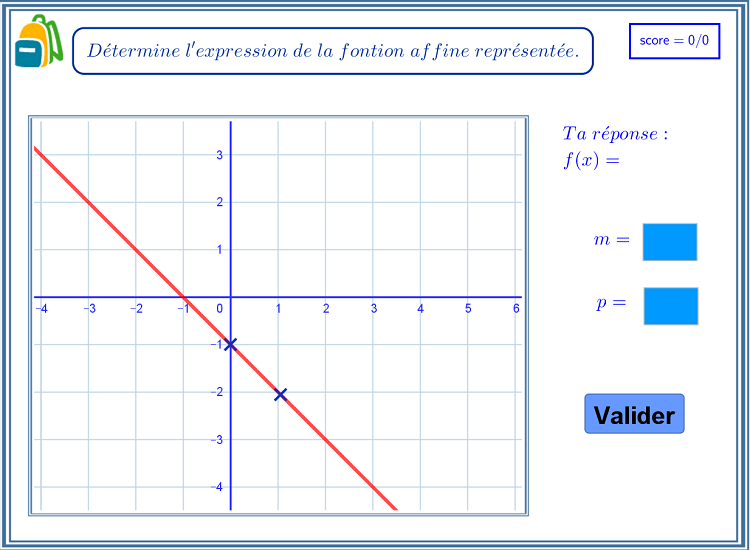 Détermine l'expression de la fontion affine représentée.
score = 0/0
Ta réponse :
f(x) =
m =
p =
Valider
3
2
1
−4 −3 −2 −1 0 1 2 3 4 5 6
−1
−2
−3
−4